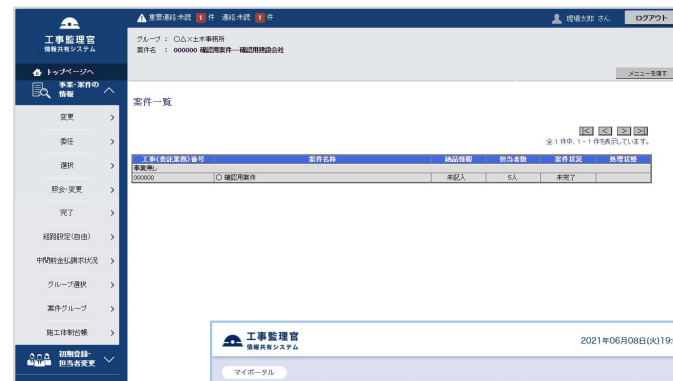 工事監理官
情報共有システム
トップページへ
事業・案件の
情報
変更
委任
選択
照会・変更
完了
経路設定(自由)
中間前金払請求状況
グループ選択
案件グループ
施工体制台帳
初期登録・
担当者変更
重要連絡未読 1 件 連絡未読 1 件
現場太郎 さん ログアウト
グループ : 〇△×土木事務所
案件名 : 000000 確認用案件―確認用建設会社
メニューを隠す
案件一覧
|< < > >|
全1件中、1-1 件を表示しています。
工事(委託業務)番号 案件名称 納品情報 担当者数 案件状況 処理状態
事業無し
000000 〇 確認用案件 未記入 5人 未完了
工事監理官
情報共有システム
2021年06月08日(火)19:
マイポータル